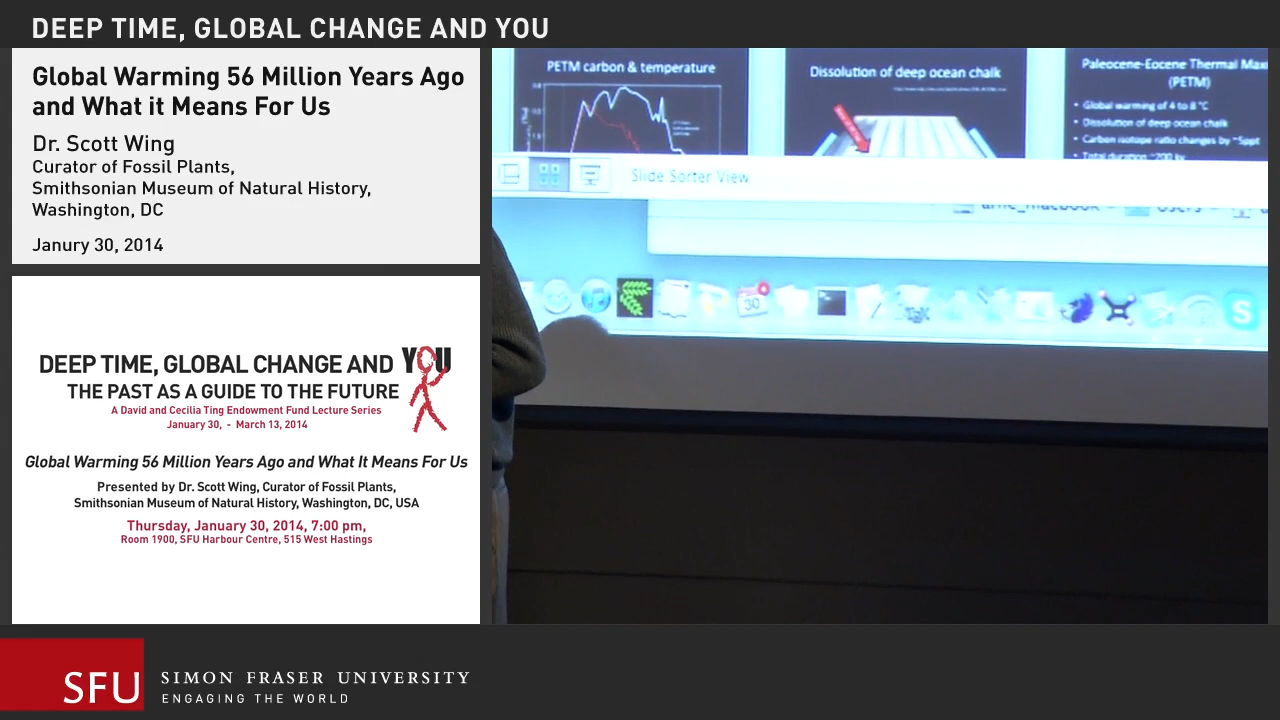 DEEP TIME, GLOBAL CHANGE AND YOU
Global Warming 56 Million Years Ago
and What it Means For Us
Dr. Scott Wing
Curator of Fossil Plants,
Smithsonian Museum of Natural History,
Washington, DC
Janury 30, 2014
DEEP TIME, GLOBAL CHANGE AND YOU
THE PAST AS A GUIDE TO THE FUTURE
A David and Cecilia Ting Endowment Fund Lecture Series
January 30, - March 13, 2014
Global Warming 56 Million Years Ago and What It Means For Us
Presented by Dr. Scott Wing, Curator of Fossil Plants,
Smithsonian Museum of Natural History, Washington, DC, USA
Thursday, January 30, 2014, 7:00 pm,
Room 1900, SFU Harbour Centre, 515 West Hastings
PETM carbon & temperature
Dissolution of deep ocean chalk
Paleocene-Eocene Thermal Maxi
(PETM)
• Global warming of 4 to 8 °C
• Dissolution of deep ocean chalk
• Carbon isotope ratio changes by
• Total duration ~200 ky
Slide Sorter View
30
S
SFU
SIMON FRASER UNIVERSITY
ENGAGING THE WORLD